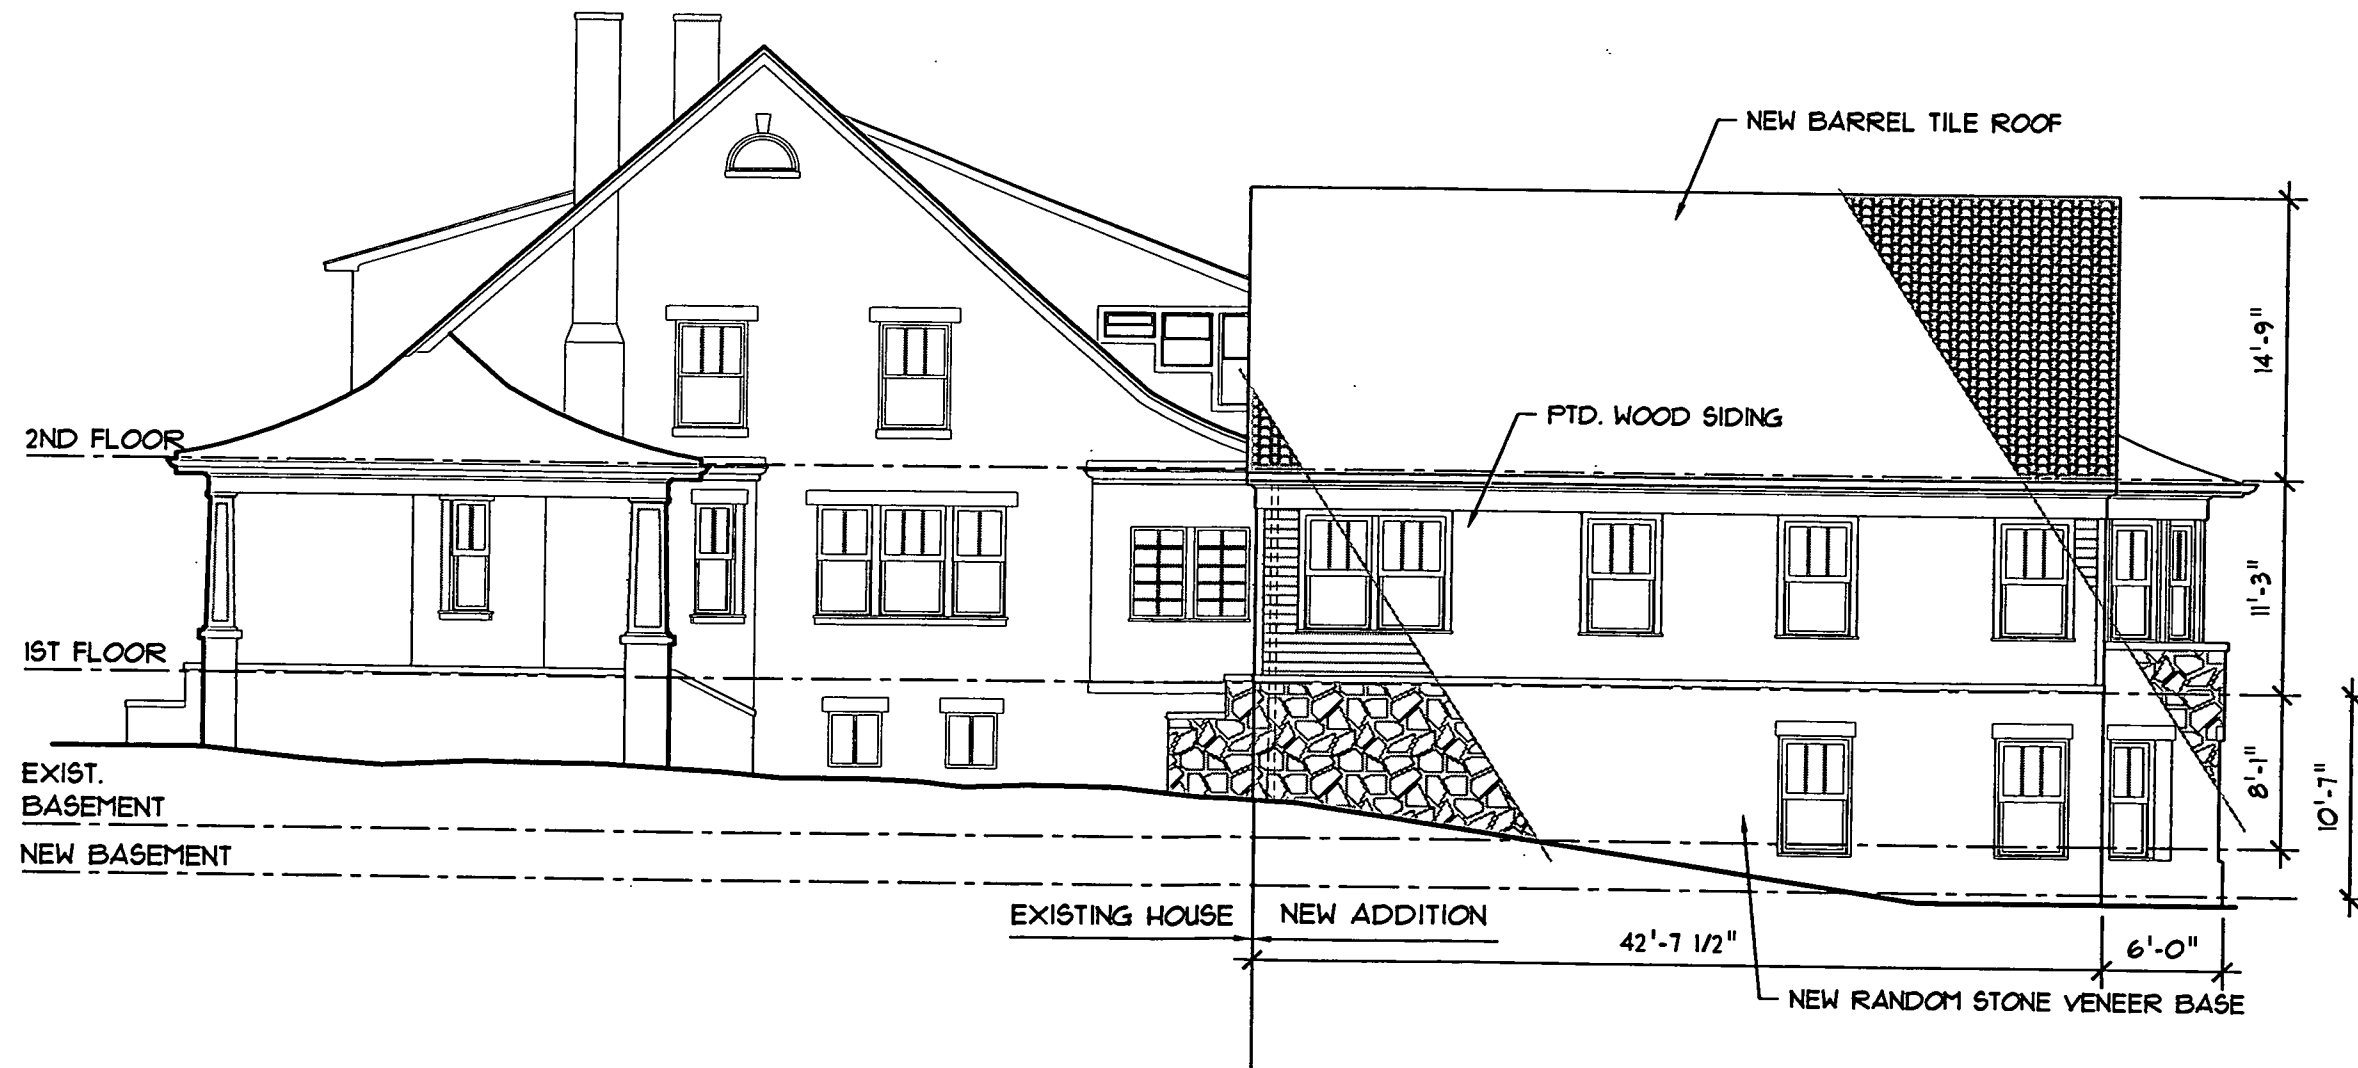 NEW BARREL TILE ROOF
14'-9"
PTD. WOOD SIDING
2ND FLOOR
11'-3"
1ST FLOOR
EXIST.
BASEMENT
8'-1"
10'-7"
NEW BASEMENT
EXISTING HOUSE
NEW ADDITION
42'-7 1/2"
6'-0"
NEW RANDOM STONE VENEER BASE